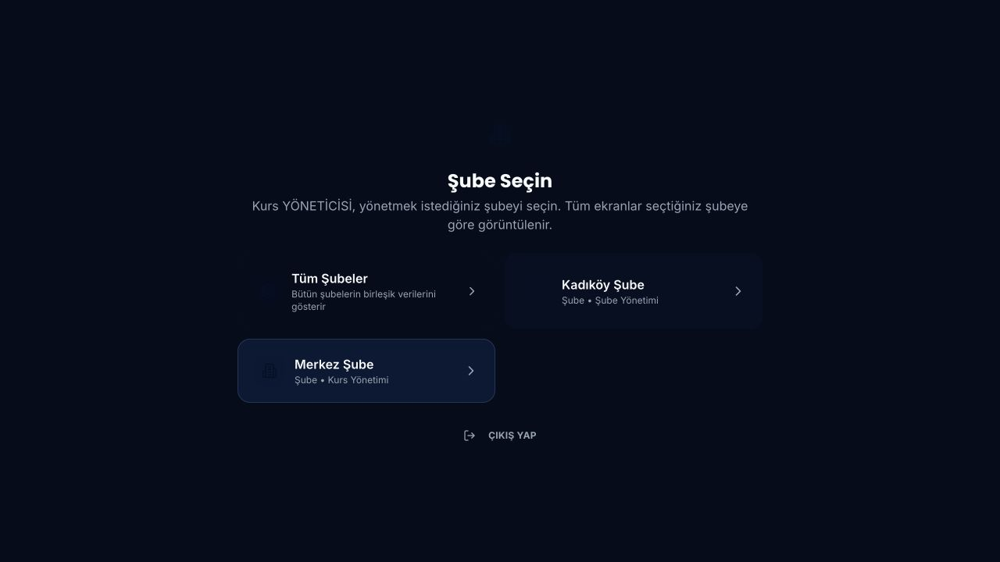 Şube Seçin
Kurs YÖNETİCİSİ, yönetmek istediğiniz şubeyi seçin. Tüm ekranlar seçtiğiniz şubeye
göre görüntülenir.
Tüm Şubeler
Bütün şubelerin birleşik verilerini
gösterir
Kadıköy Şube
Şube • Şube Yönetimi
Merkez Şube
Şube • Kurs Yönetimi
ÇIKIŞ YAP